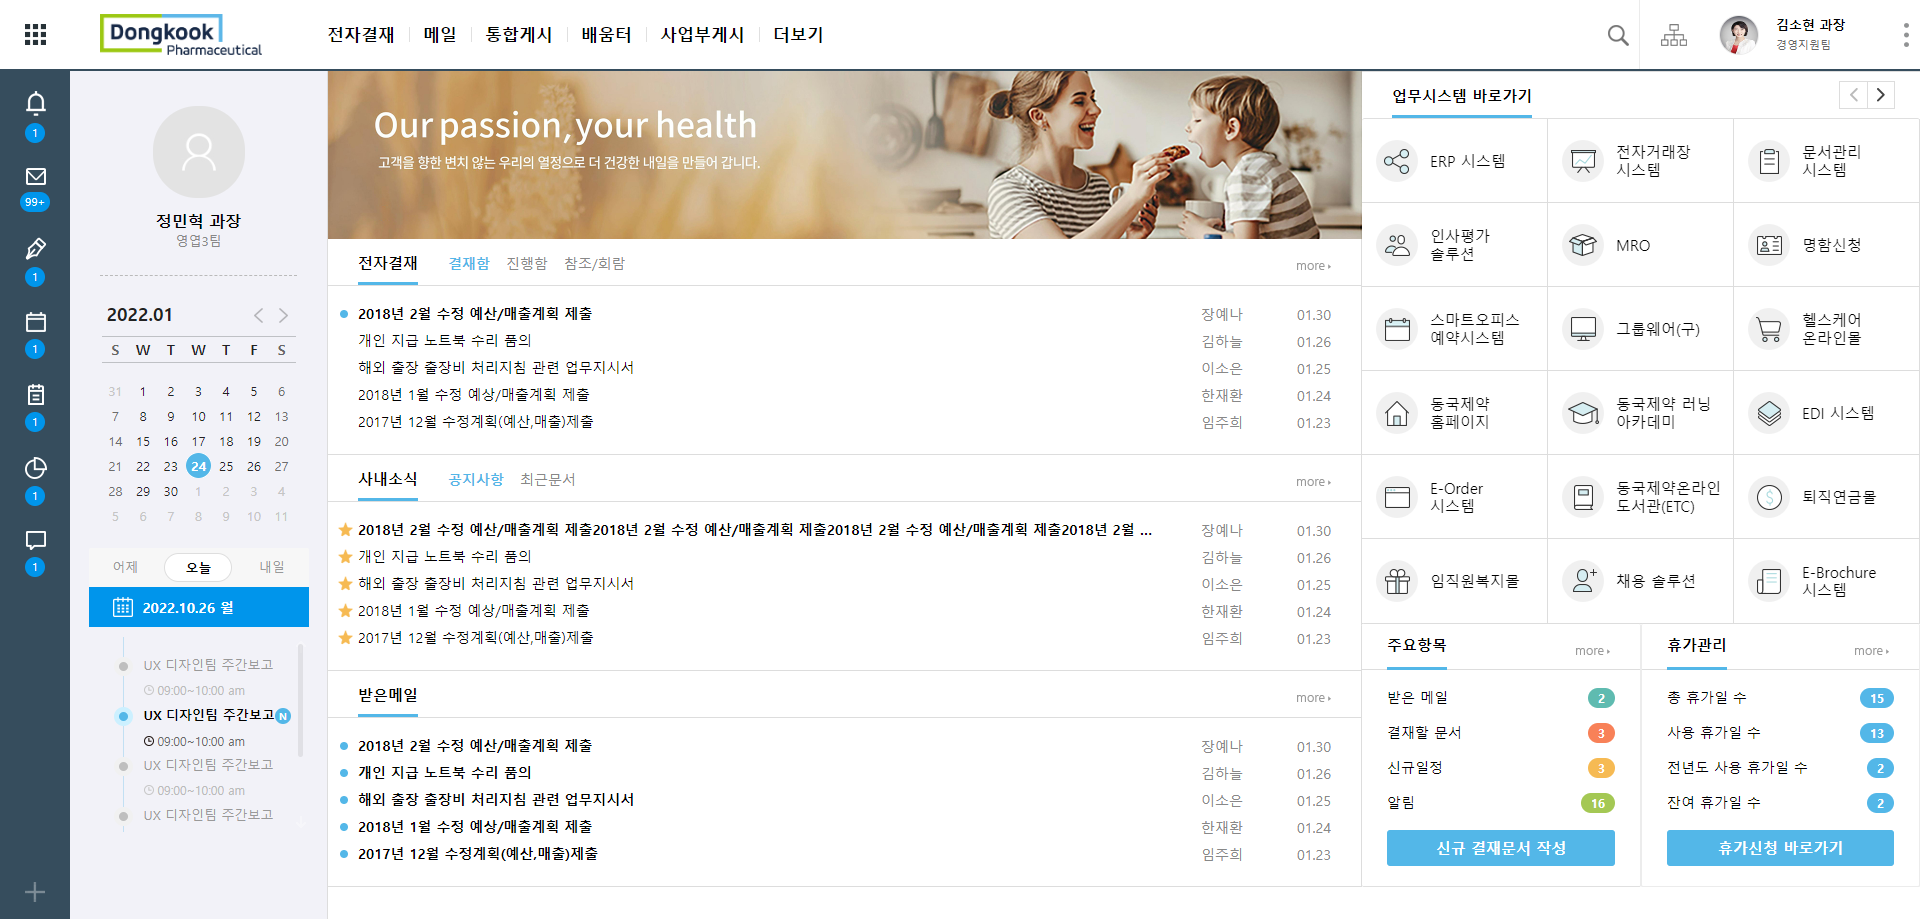 Dongkook
Pharmaceutical
전자결재 메일 통합게시 배움터 사업부게시 더보기
김소현 과장
경영지원팀
1
99+
1
1
1
1
1
정민혁 과장
영엽3팀
2022.01
S W T W T F S
31 1 2 3 4 5 6
7 8 9 10 11 12 13
14 15 16 17 18 19 20
21 22 23 24 25 26 27
28 29 30 1 2 3 4
5 6 7 8 9 10 11
어제 오늘 내일
2022.10.26 월
UX 디자인팀 주간보고
09:00~10:00 am
UX 디자인팀 주간보고 N
09:00~10:00 am
UX 디자인팀 주간보고
09:00~10:00 am
UX 디자인팀 주간보고
Our passion, your health
고객을 향한 변치 않는 우리의 열정으로 더 건강한 내일을 만들어 갑니다.
전자결재 결재함 진행함 참조/회람 more
2018년 2월 수정 예산/매출계획 제출 장예나 01.30
개인 지급 노트북 수리 품의 김하늘 01.26
해외 출장 출장비 처리지침 관련 업무지시서 이소은 01.25
2018년 1월 수정 예상/매출계획 제출 한재환 01.24
2017년 12월 수정계획(예산,매출)제출 임주희 01.23
사내소식 공지사항 최근문서 more
2018년 2월 수정 예산/매출계획 제출2018년 2월 수정 예산/매출계획 제출2018년 2월 수정 예산/매출계획 제출2018년 2월 ... 장예나 01.30
개인 지급 노트북 수리 품의 김하늘 01.26
해외 출장 출장비 처리지침 관련 업무지시서 이소은 01.25
2018년 1월 수정 예상/매출계획 제출 한재환 01.24
2017년 12월 수정계획(예산,매출)제출 임주희 01.23
받은메일 more
2018년 2월 수정 예산/매출계획 제출 장예나 01.30
개인 지급 노트북 수리 품의 김하늘 01.26
해외 출장 출장비 처리지침 관련 업무지시서 이소은 01.25
2018년 1월 수정 예상/매출계획 제출 한재환 01.24
2017년 12월 수정계획(예산,매출)제출 임주희 01.23
업무시스템 바로가기
ERP 시스템
전자거래장
시스템
문서관리
시스템
인사평가
솔루션
MRO
명함신청
스마트오피스
예약시스템
그룹웨어(구)
헬스케어
온라인몰
동국제약
홈페이지
동국제약 러닝
아카데미
EDI 시스템
E-Order
시스템
동국제약온라인
도서관(ETC)
퇴직연금몰
임직원복지몰
채용 솔루션
E-Brochure
시스템
주요항목 more
받은 메일 2
결재할 문서 3
신규일정 3
알림 16
신규 결재문서 작성
휴가관리 more
총 휴가일 수 15
사용 휴가일 수 13
전년도 사용 휴가일 수 2
잔여 휴가일 수 2
휴가신청 바로가기